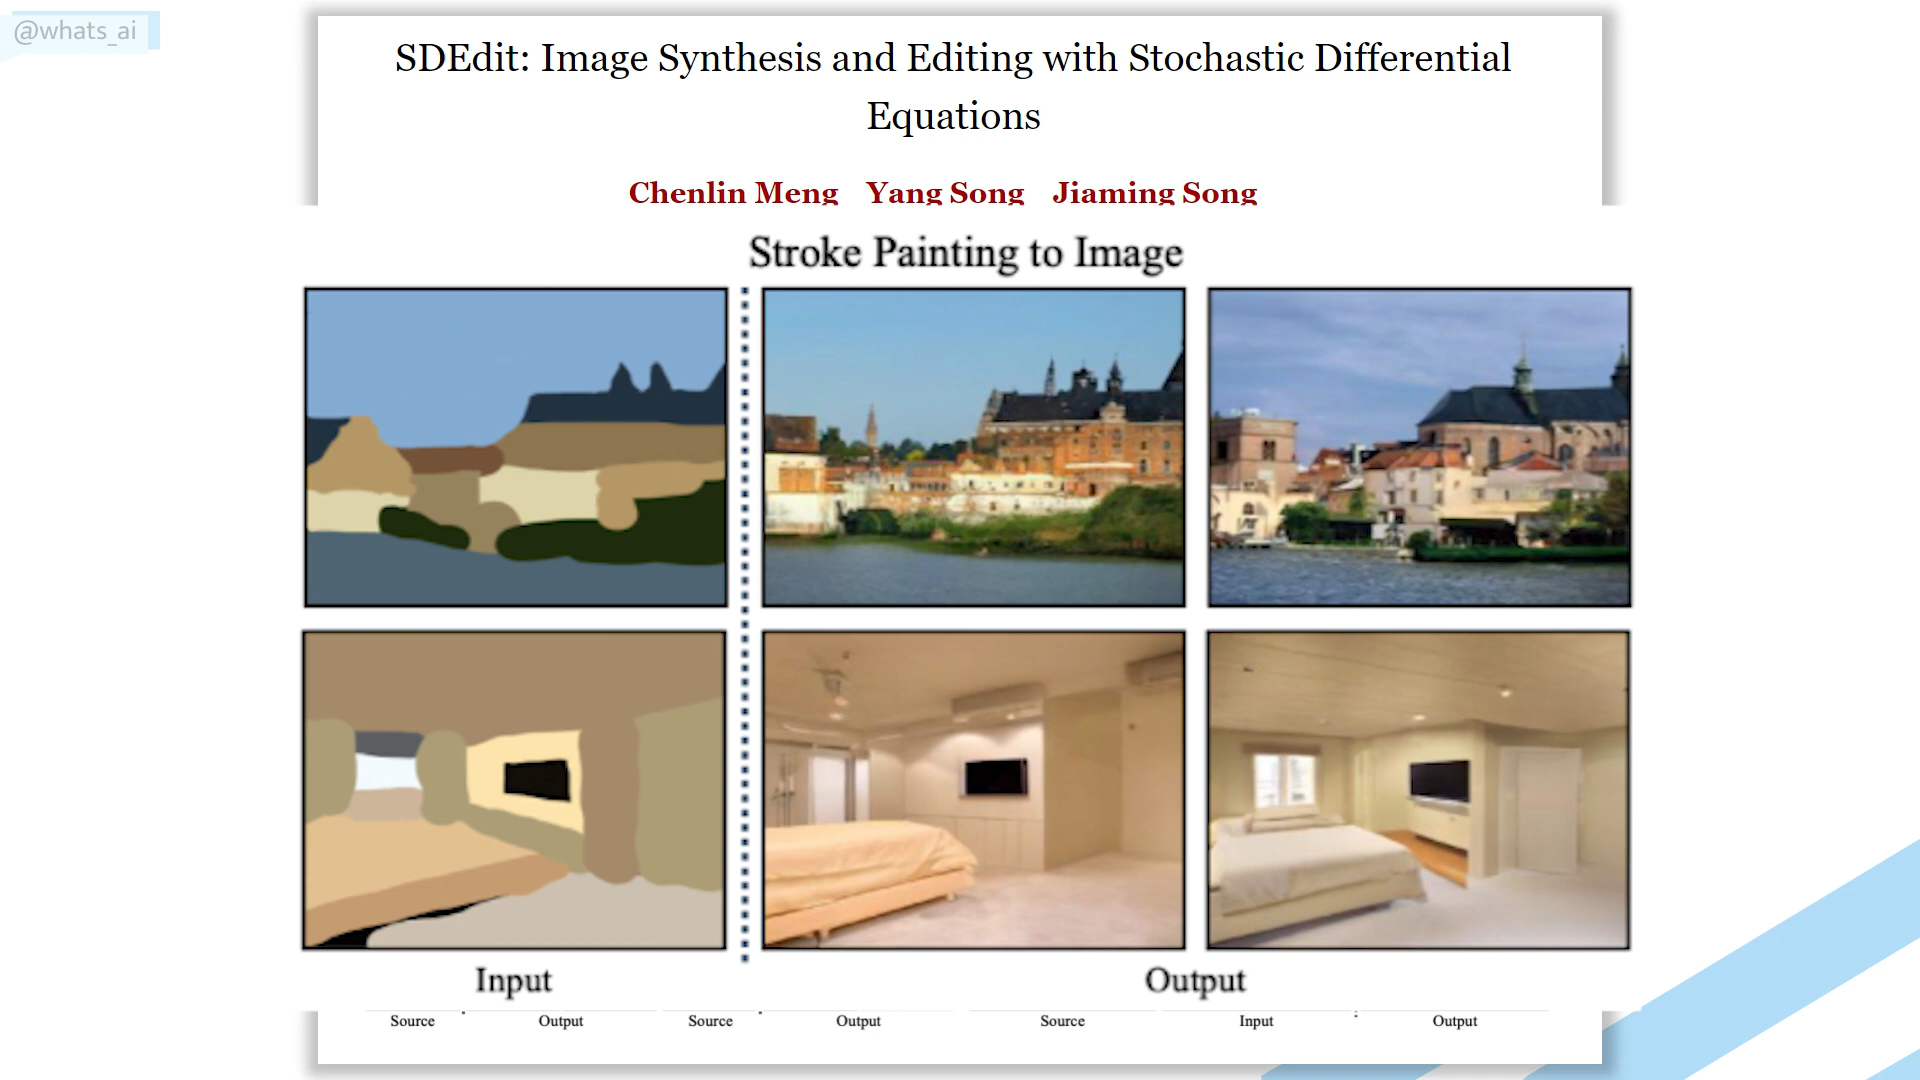 @whats_ai
SDEdit: Image Synthesis and Editing with Stochastic Differential
Equations
Chenlin Meng Yang Song Jiaming Song
Stroke Painting to Image
Input Output
Source Output Source Output Source Input Output